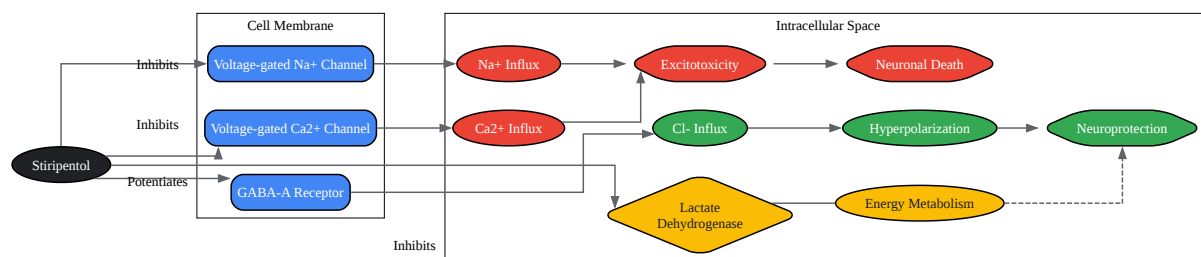 Cell Membrane
Intracellular Space
Inhibits
Voltage-gated Na+ Channel
Na+ Influx
Excitotoxicity
Neuronal Death
Inhibits
Voltage-gated Ca2+ Channel
Ca2+ Influx
Cl- Influx
Hyperpolarization
Neuroprotection
Stiripentol
Potentiates
GABA-A Receptor
Lactate
Dehydrogenase
Energy Metabolism
Inhibits